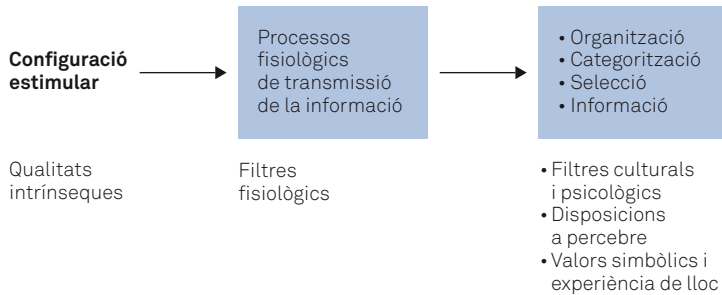 Configuració
estimular
Processos
fisiològics
de transmissió
de la informació
• Organització
• Categorització
• Selecció
• Informació
Qualitats
intrínseques
Filtres
fisiològics
• Filtres culturals
i psicològics
• Disposicions
a percebre
• Valors simbòlics i
experiència de lloc